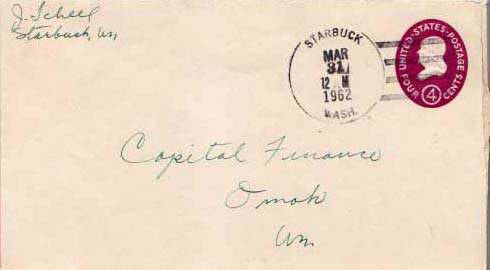 J. Scheel
Starbuck, Wn
STARBUCK
MAR
31
12 M
1962
WASH.
UNITED·STATES·POSTAGE
FOUR 4 CENTS
Capital Finance
Omak
Wn.